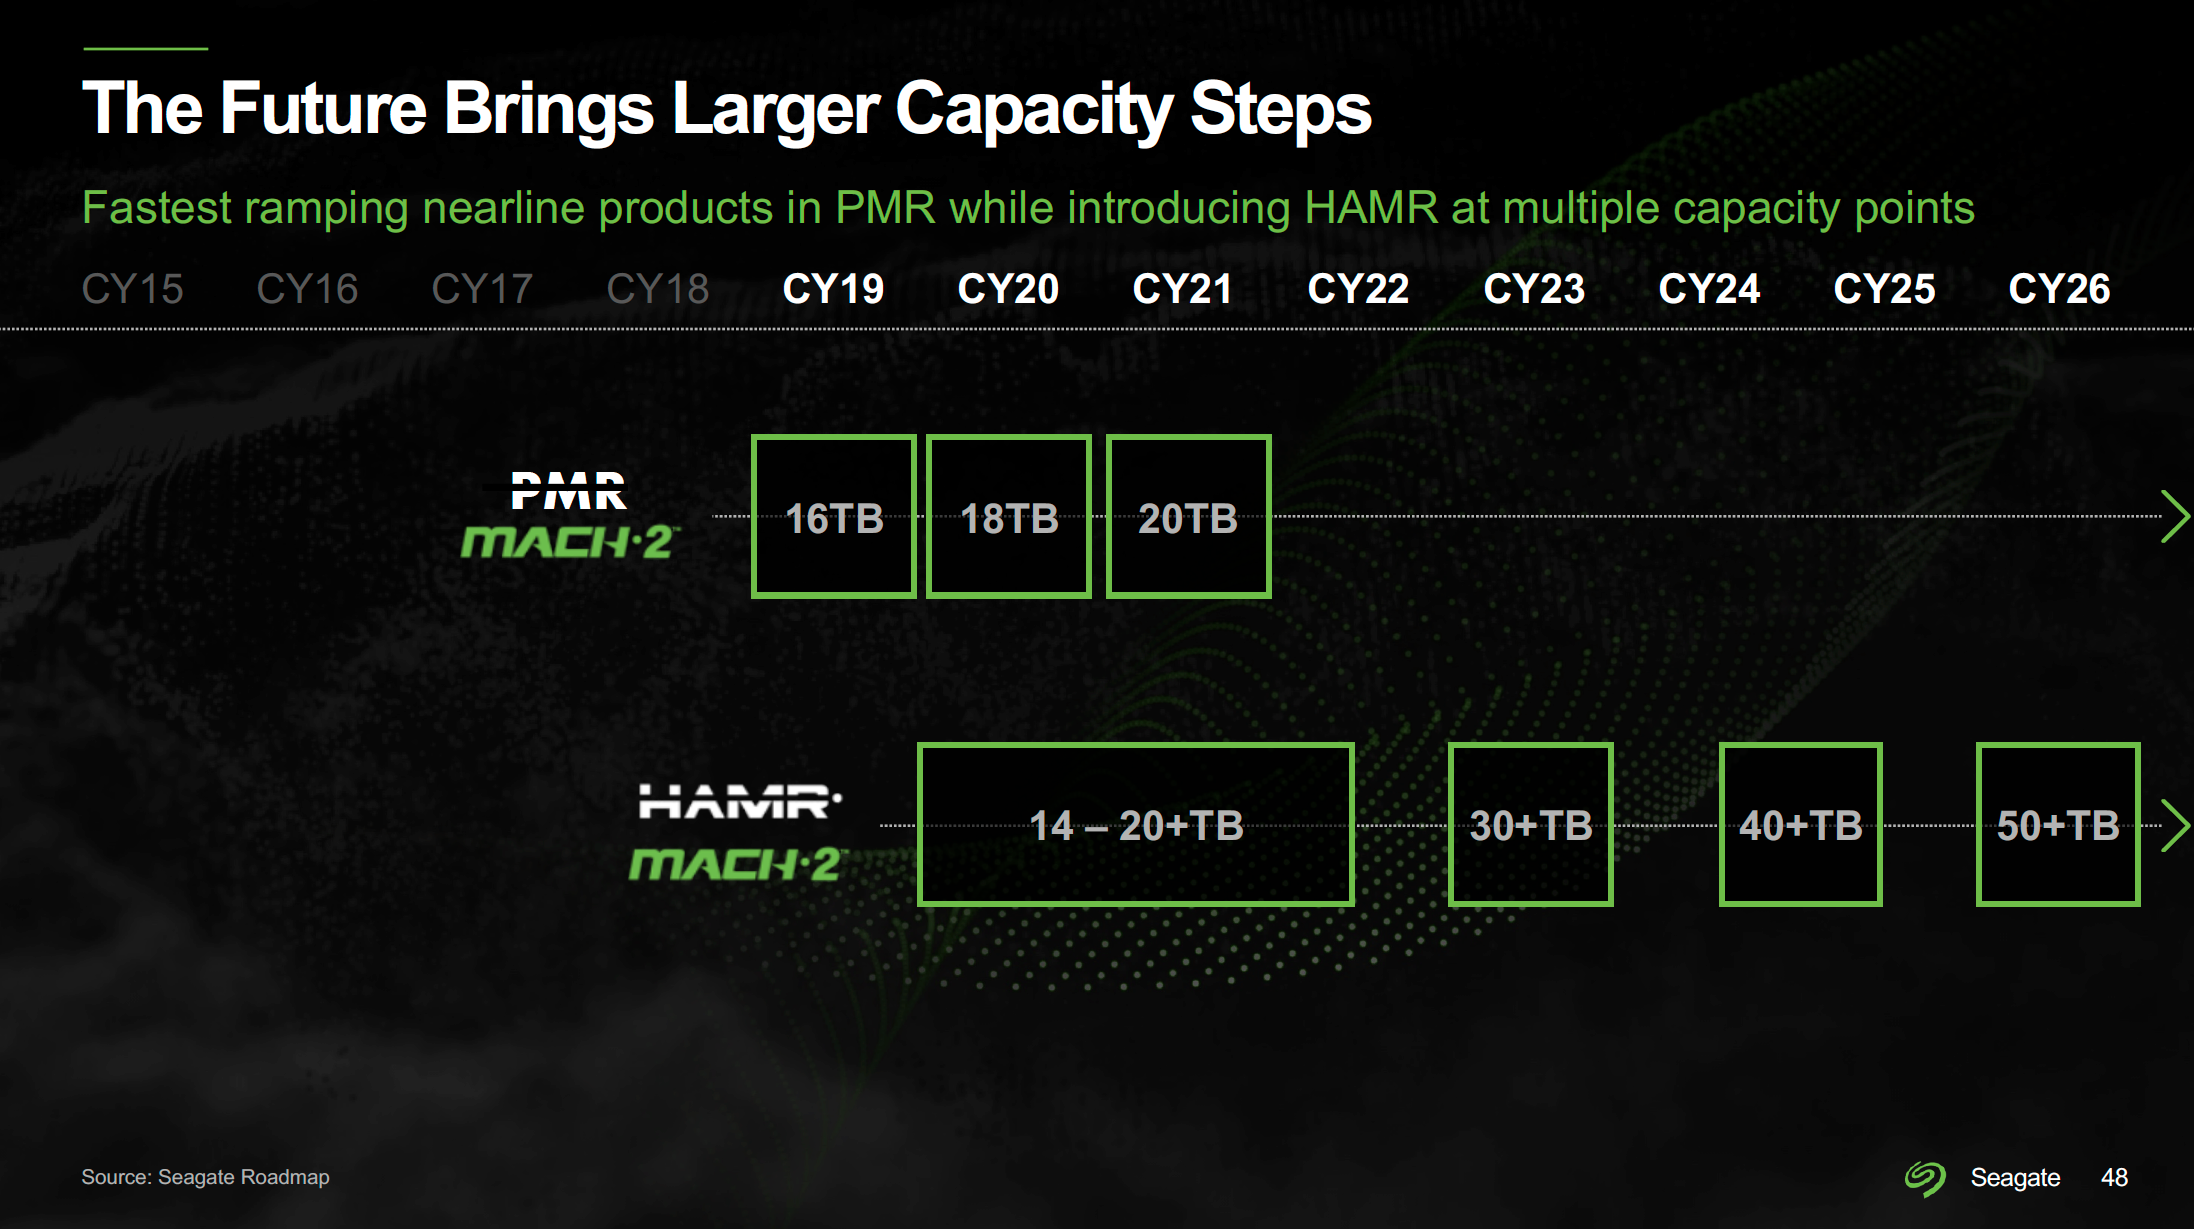 The Future Brings Larger Capacity Steps
Fastest ramping nearline products in PMR while introducing HAMR at multiple capacity points
CY15 CY16 CY17 CY18 CY19 CY20 CY21 CY22 CY23 CY24 CY25 CY26
PMR
MACH·2™
16TB 18TB 20TB
HAMR·
MACH·2™
14 – 20+TB 30+TB 40+TB 50+TB
Source: Seagate Roadmap
Seagate 48